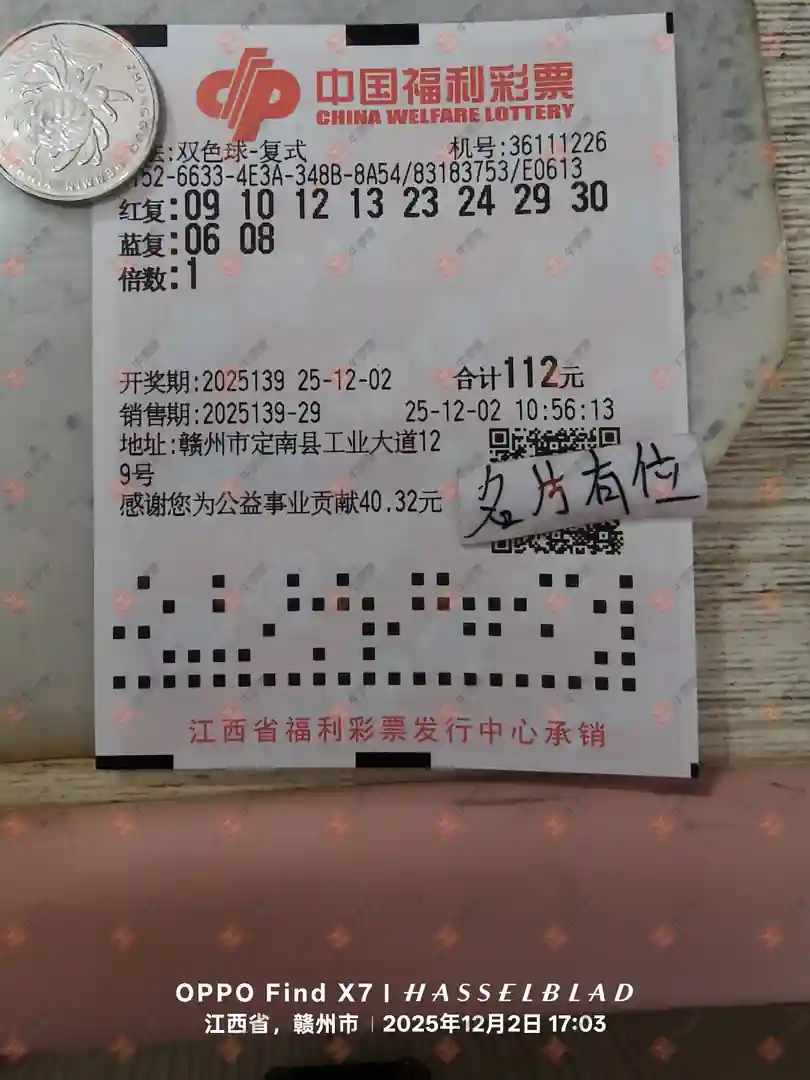 中国福利彩票
CHINA WELFARE LOTTERY
法:双色球-复式 机号:36111226
152-6633-4E3A-348B-8A54/83183753/E0613
红复:09 10 12 13 23 24 29 30
蓝复:06 08
倍数:1
开奖期:2025139 25-12-02 合计112元
销售期:2025139-29 25-12-02 10:56:13
地址:赣州市定南县工业大道12
9号
感谢您为公益事业贡献40.32元
名片有位
江西省福利彩票发行中心承销
OPPO Find X7 | HASSELBLAD
江西省，赣州市 | 2025年12月2日 17:03